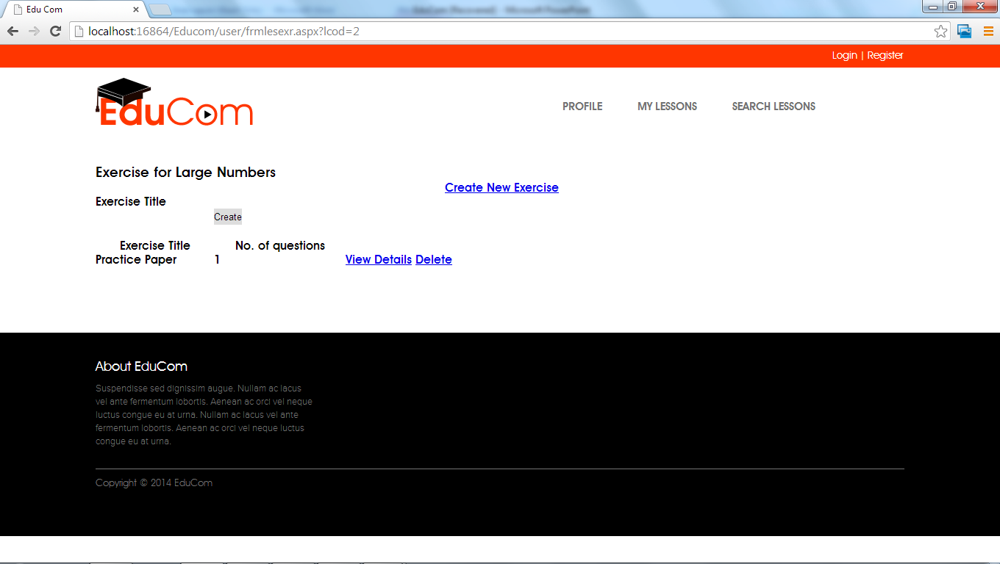 Edu Com
localhost:16864/Educom/user/frmlesexr.aspx?lcod=2
Login | Register
EduCom
PROFILE MY LESSONS SEARCH LESSONS
Exercise for Large Numbers
Create New Exercise
Exercise Title
Create
Exercise Title No. of questions
Practice Paper 1 View Details Delete
About EduCom
Suspendisse sed dignissim augue. Nullam ac lacus
vel ante fermentum lobortis. Aenean ac orci vel neque
luctus congue eu at urna. Nullam ac lacus vel ante
fermentum lobortis. Aenean ac orci vel neque luctus
congue eu at urna.
Copyright © 2014 EduCom